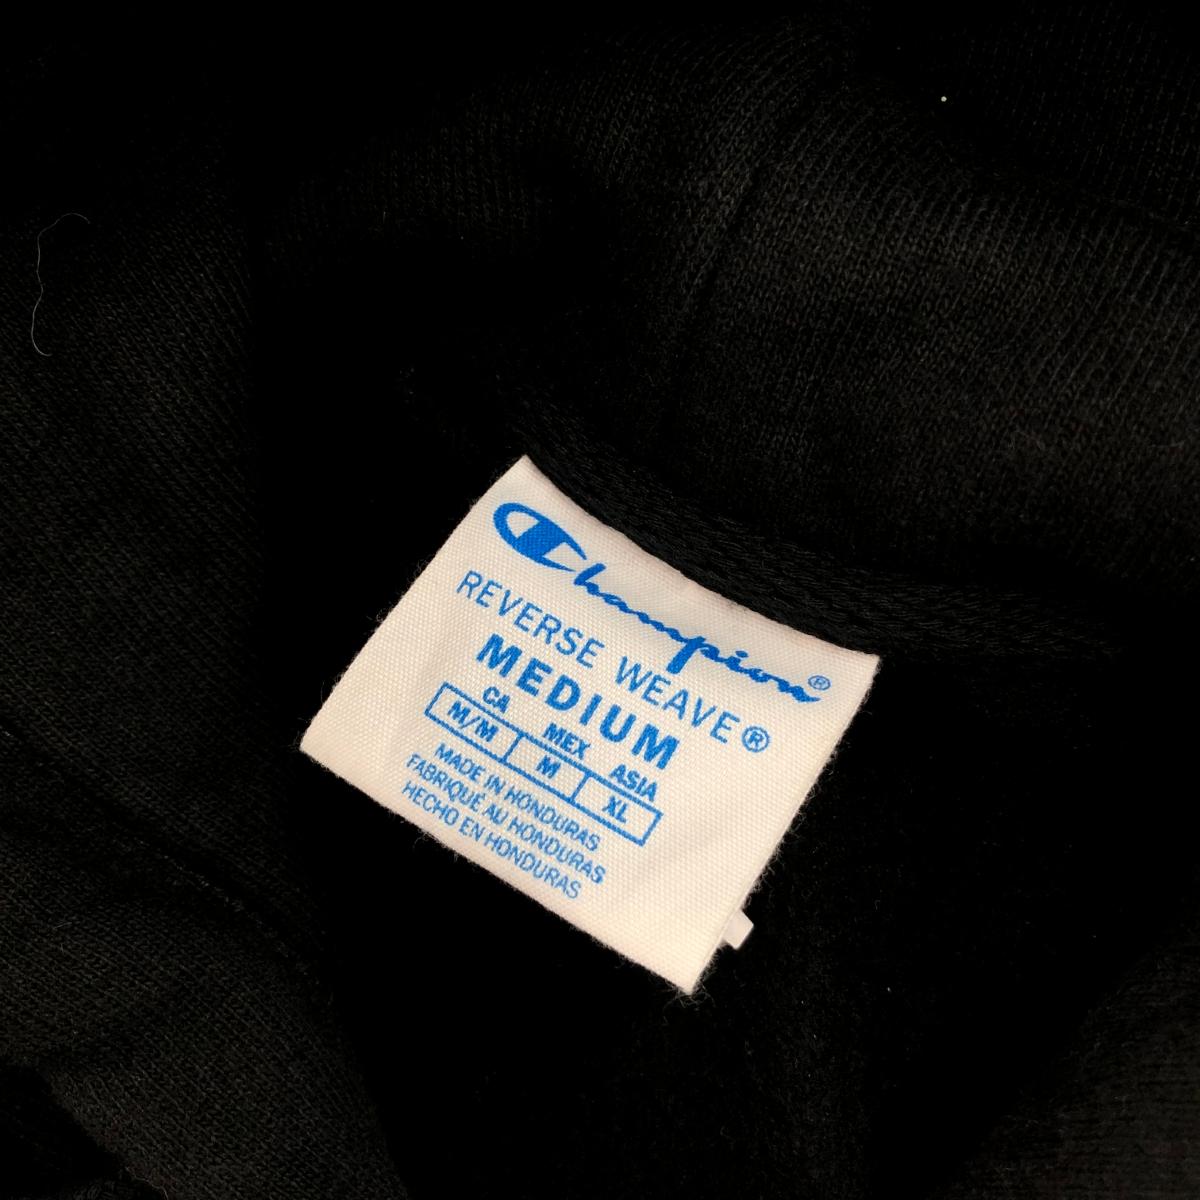 Champion®
REVERSE WEAVE®
MEDIUM
CA MEX ASIA
M/M M XL
MADE IN HONDURAS
FABRIQUÉ AU HONDURAS
HECHO EN HONDURAS